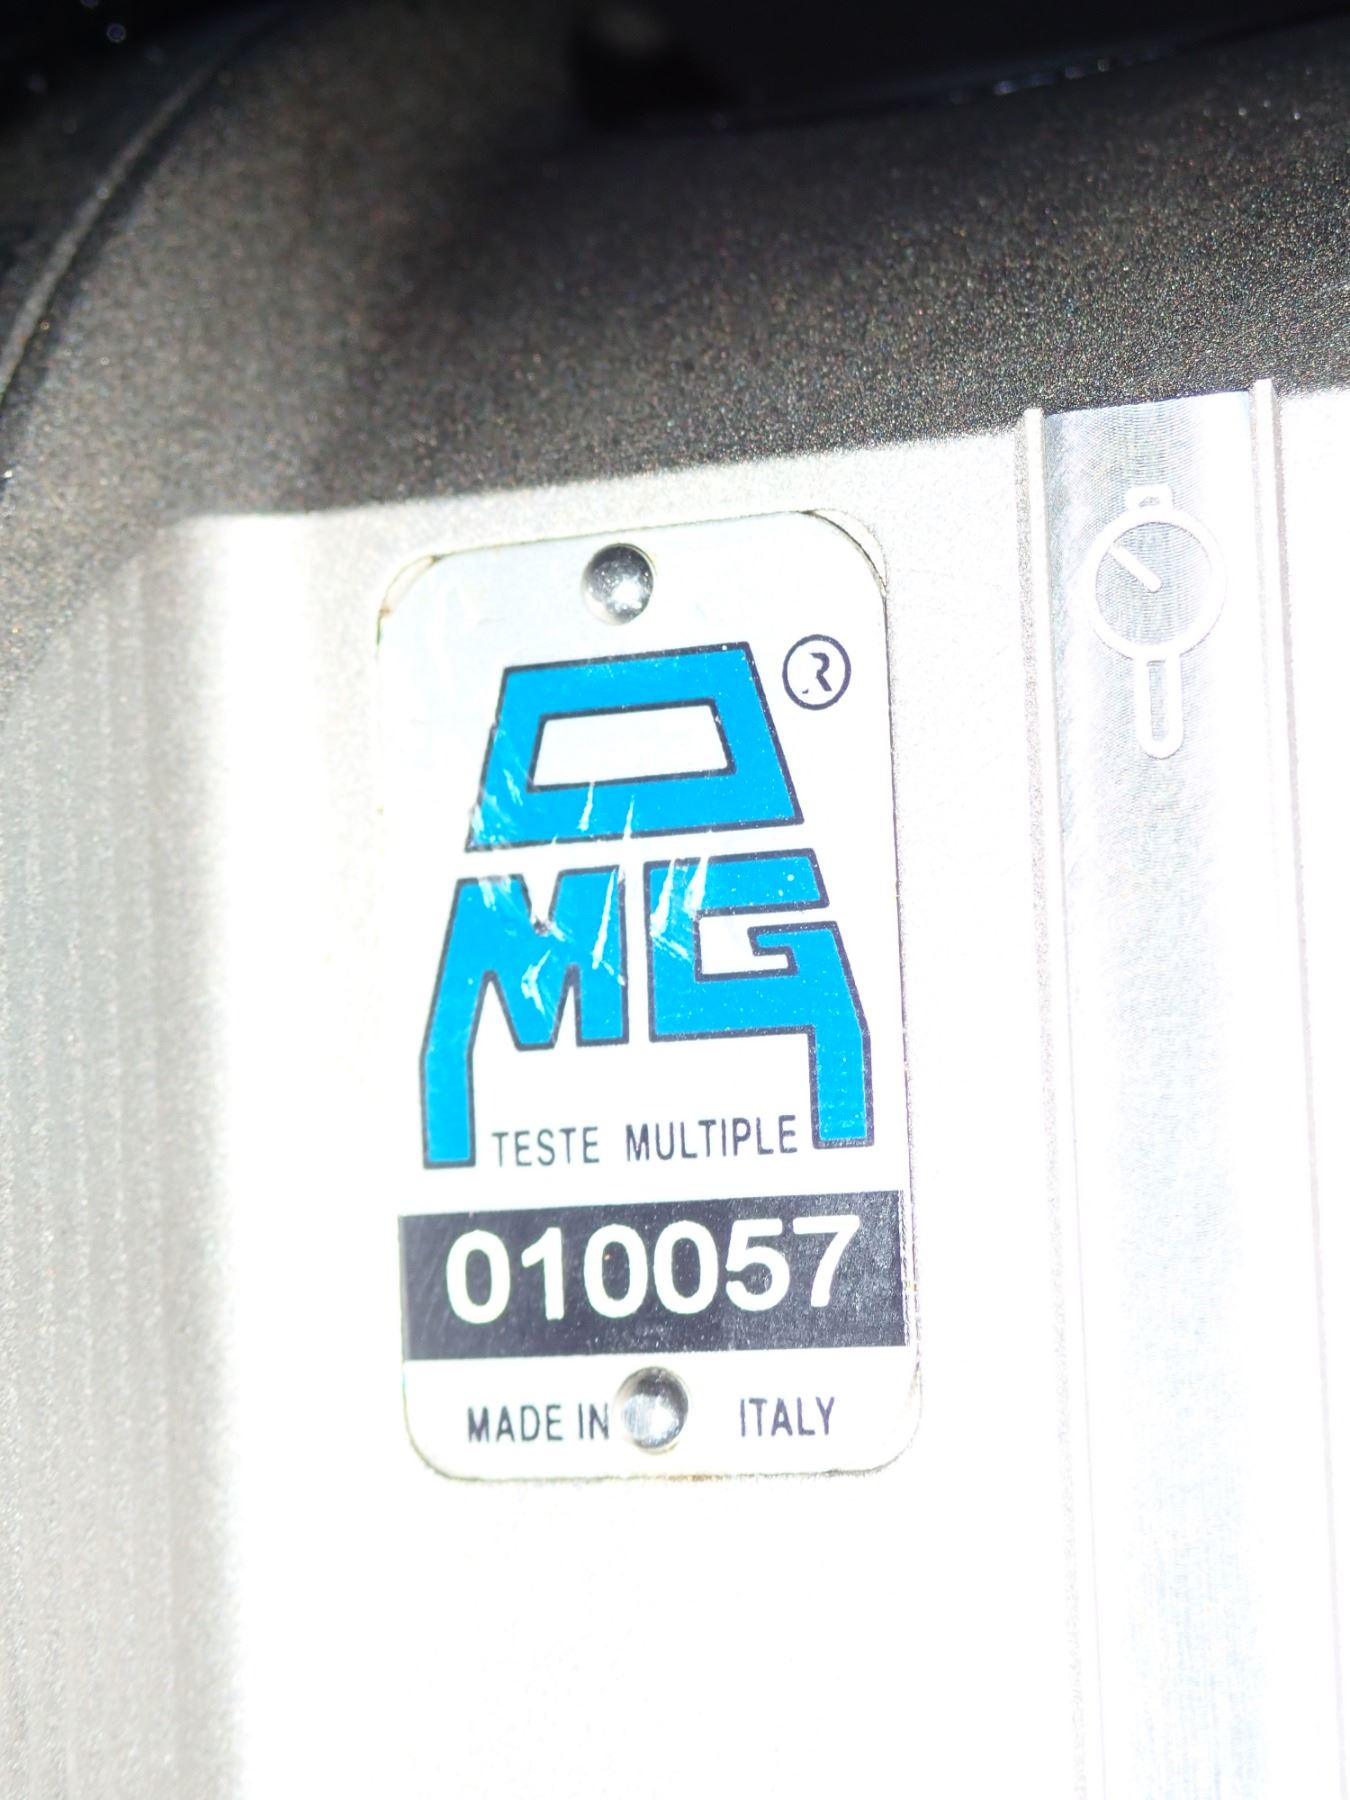 OMG ®
TESTE MULTIPLE
010057
MADE IN ITALY